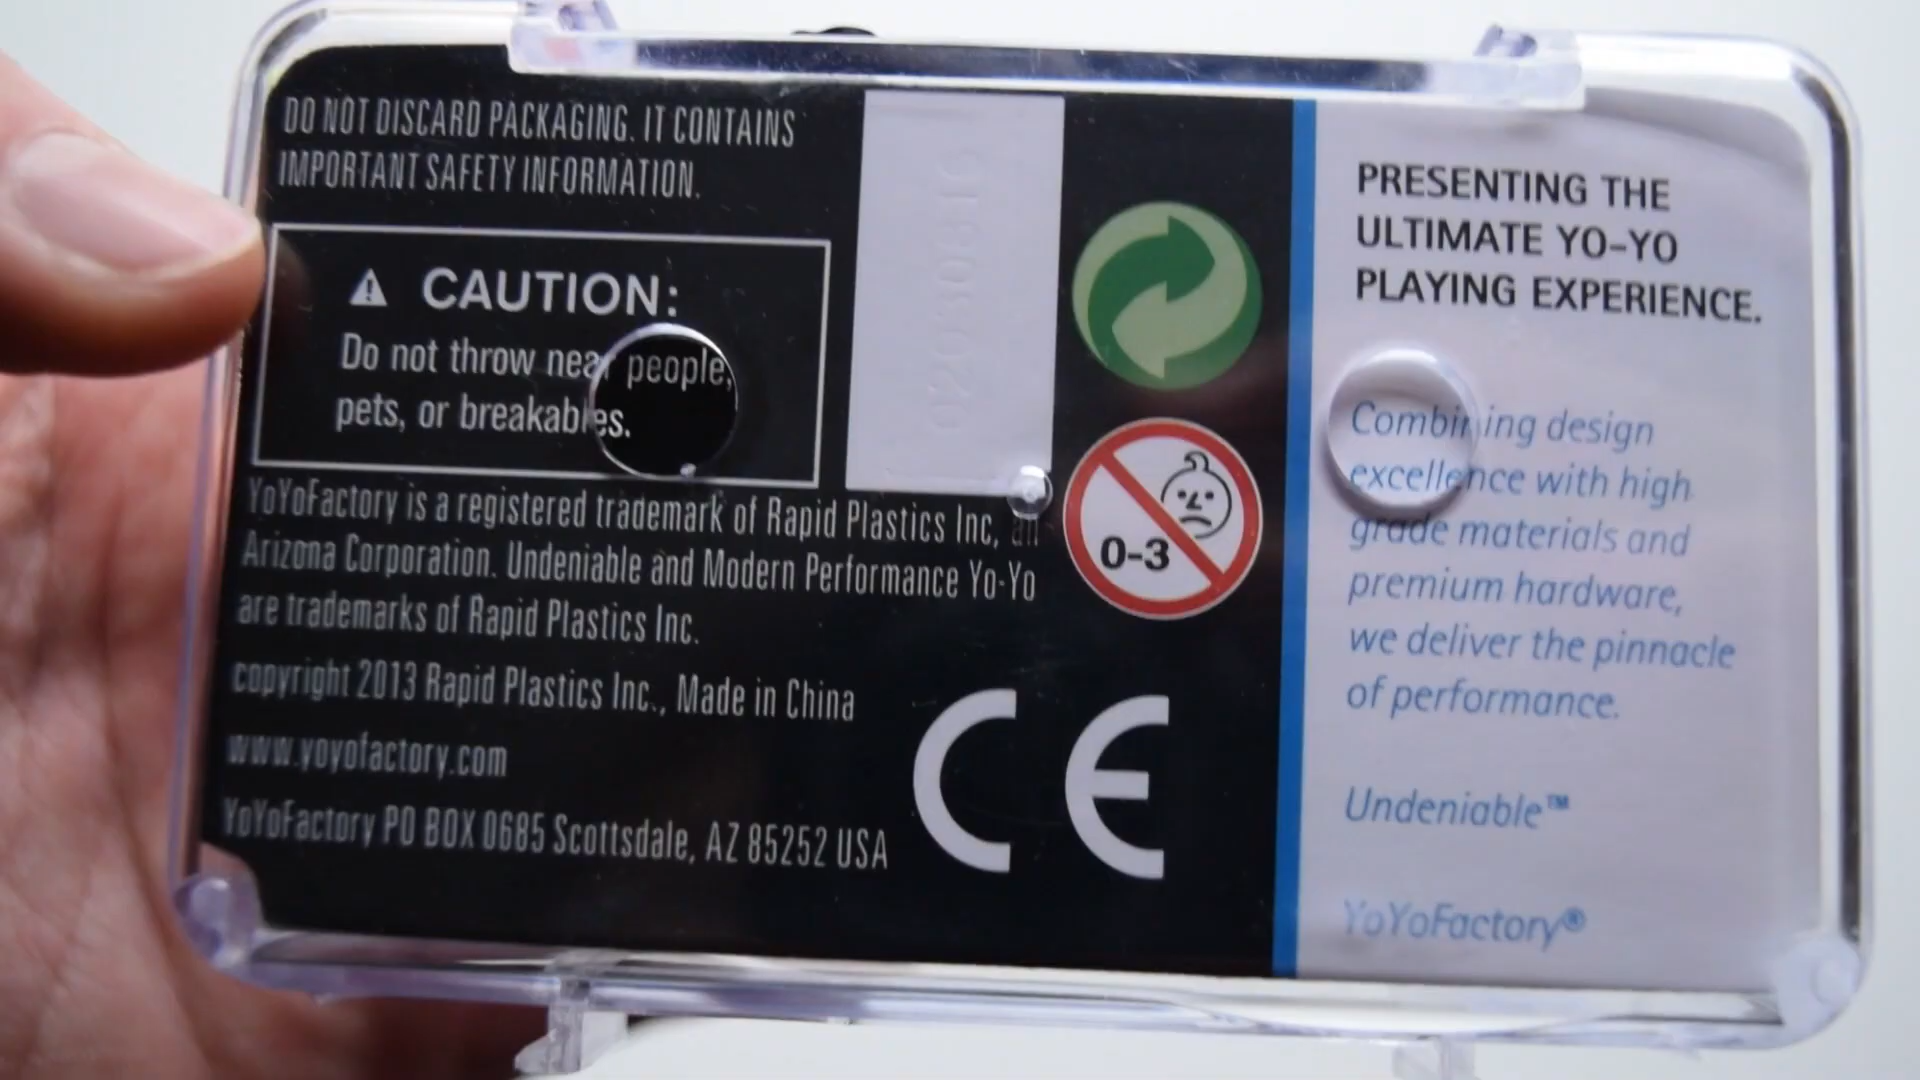 DO NOT DISCARD PACKAGING. IT CONTAINS
IMPORTANT SAFETY INFORMATION.
CAUTION:
Do not throw near people,
pets, or breakables.
YoYoFactory is a registered trademark of Rapid Plastics Inc, an
Arizona Corporation. Undeniable and Modern Performance Yo-Yo
are trademarks of Rapid Plastics Inc.
copyright 2013 Rapid Plastics Inc., Made in China
www.yoyofactory.com
YoYoFactory PO BOX 0685 Scottsdale, AZ 85252 USA
0-3
CE
PRESENTING THE
ULTIMATE YO-YO
PLAYING EXPERIENCE.
Combining design
excellence with high
grade materials and
premium hardware,
we deliver the pinnacle
of performance.
Undeniable™
YoYoFactory®